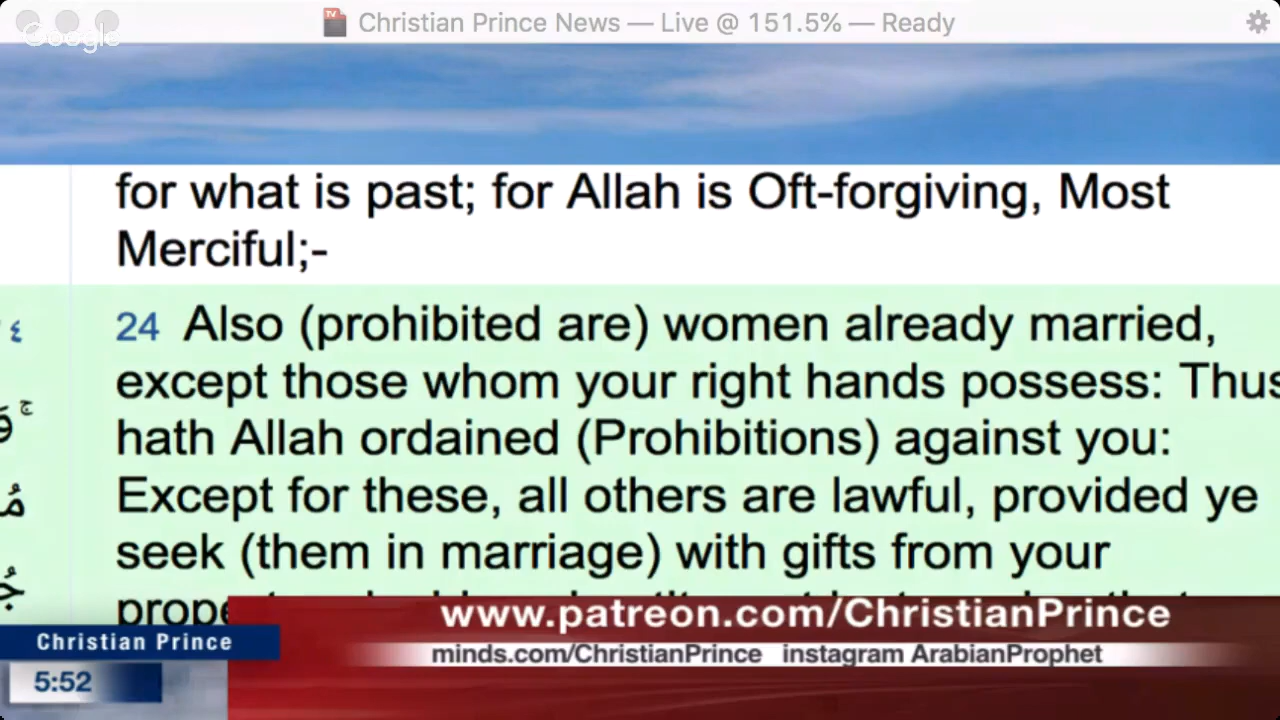 Christian Prince News — Live @ 151.5% — Ready
Google
for what is past; for Allah is Oft-forgiving, Most
Merciful;-
24 Also (prohibited are) women already married,
except those whom your right hands possess: Thus
hath Allah ordained (Prohibitions) against you:
Except for these, all others are lawful, provided ye
seek (them in marriage) with gifts from your
www.patreon.com/ChristianPrince
Christian Prince
minds.com/ChristianPrince instagram ArabianProphet
5:52